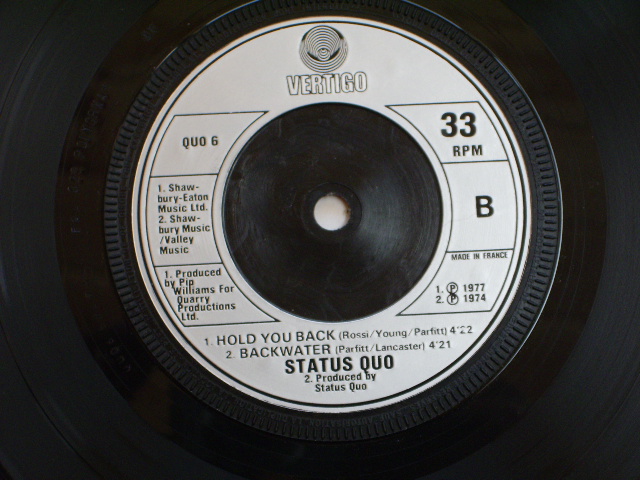 VERTIGO
QUO 6
33
RPM
1. Shaw-
bury-Eaton
Music Ltd.
2. Shaw-
bury Music
/Valley
Music
B
MADE IN FRANCE
1. Produced
by Pip
Williams For
Quarry
Productions
Ltd.
1. ℗ 1977
2. ℗ 1974
1. HOLD YOU BACK (Rossi/Young/Parfitt) 4'22
2. BACKWATER (Parfitt/Lancaster) 4'21
STATUS QUO
2. Produced by
Status Quo